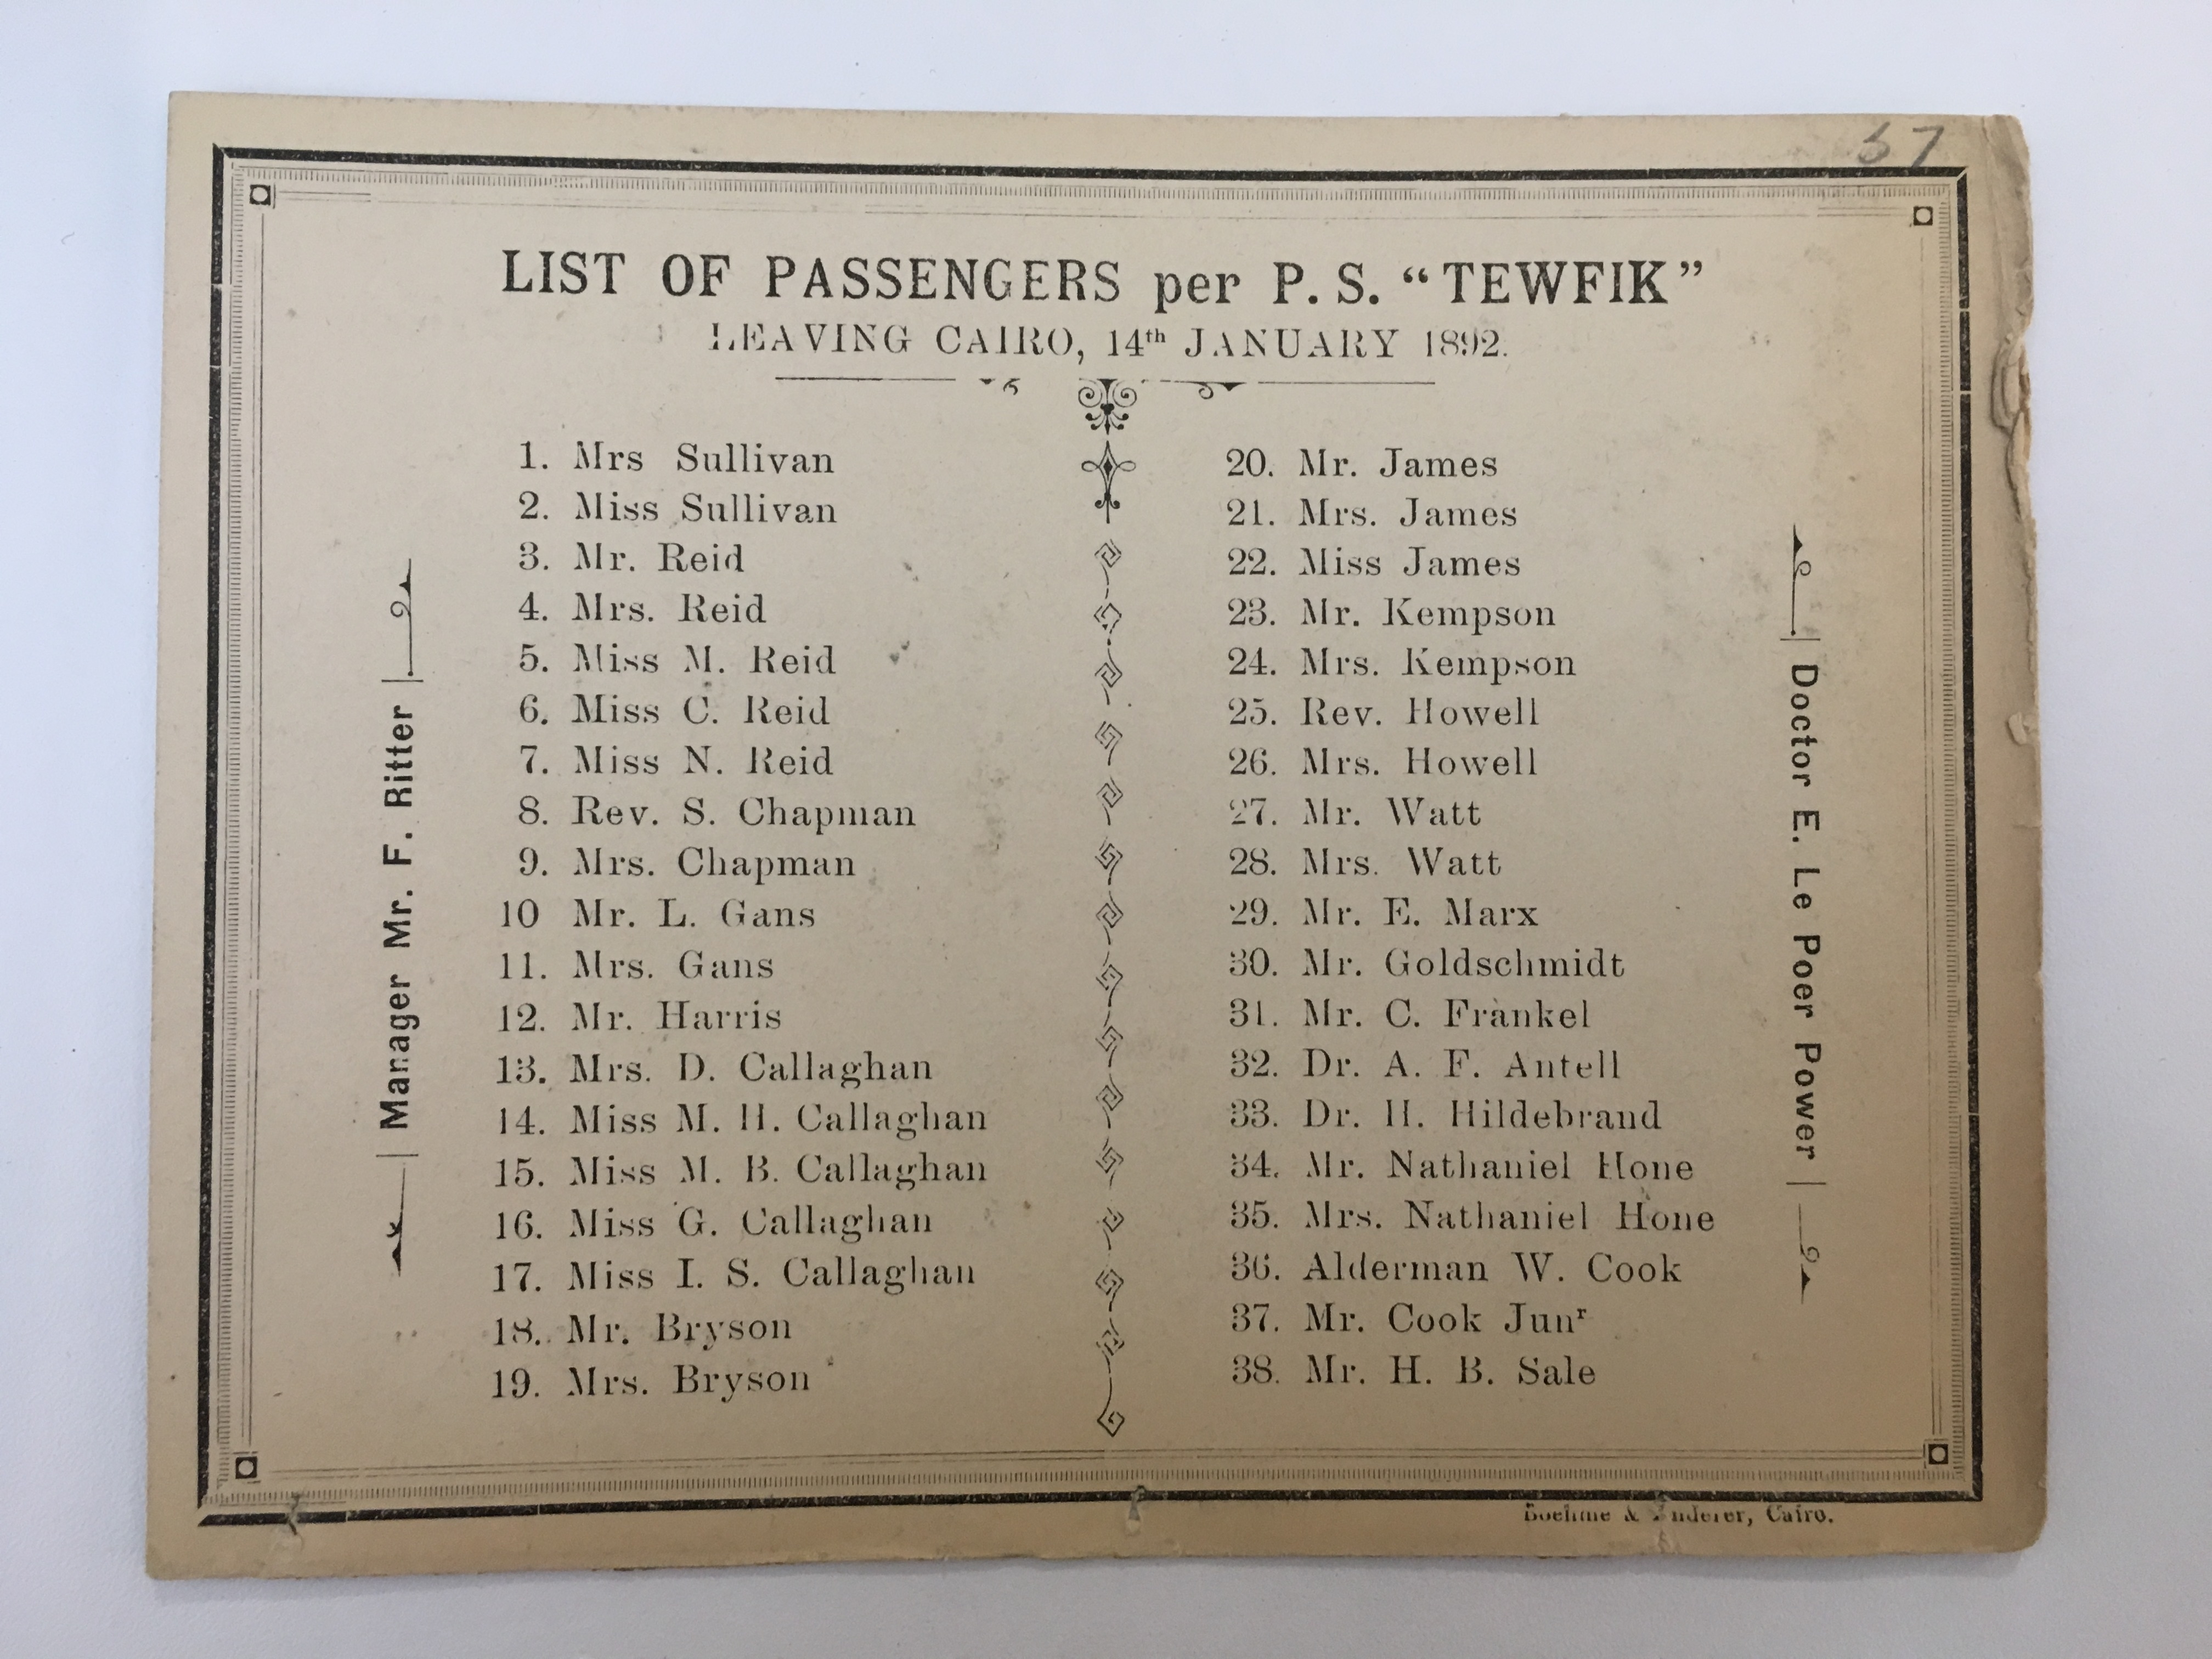 57
LIST OF PASSENGERS per P. S. “TEWFIK”
LEAVING CAIRO, 14th JANUARY 1892.
Manager Mr. F. Ritter
1. Mrs Sullivan
2. Miss Sullivan
3. Mr. Reid
4. Mrs. Reid
5. Miss M. Reid
6. Miss C. Reid
7. Miss N. Reid
8. Rev. S. Chapman
9. Mrs. Chapman
10 Mr. L. Gans
11. Mrs. Gans
12. Mr. Harris
13. Mrs. D. Callaghan
14. Miss M. H. Callaghan
15. Miss M. B. Callaghan
16. Miss G. Callaghan
17. Miss I. S. Callaghan
18. Mr. Bryson
19. Mrs. Bryson
20. Mr. James
21. Mrs. James
22. Miss James
23. Mr. Kempson
24. Mrs. Kempson
25. Rev. Howell
26. Mrs. Howell
27. Mr. Watt
28. Mrs. Watt
29. Mr. E. Marx
30. Mr. Goldschmidt
31. Mr. C. Frankel
32. Dr. A. F. Antell
33. Dr. H. Hildebrand
34. Mr. Nathaniel Hone
35. Mrs. Nathaniel Hone
36. Alderman W. Cook
37. Mr. Cook Junr
38. Mr. H. B. Sale
Doctor E. Le Poer Power
Boehme & Anderer, Cairo.